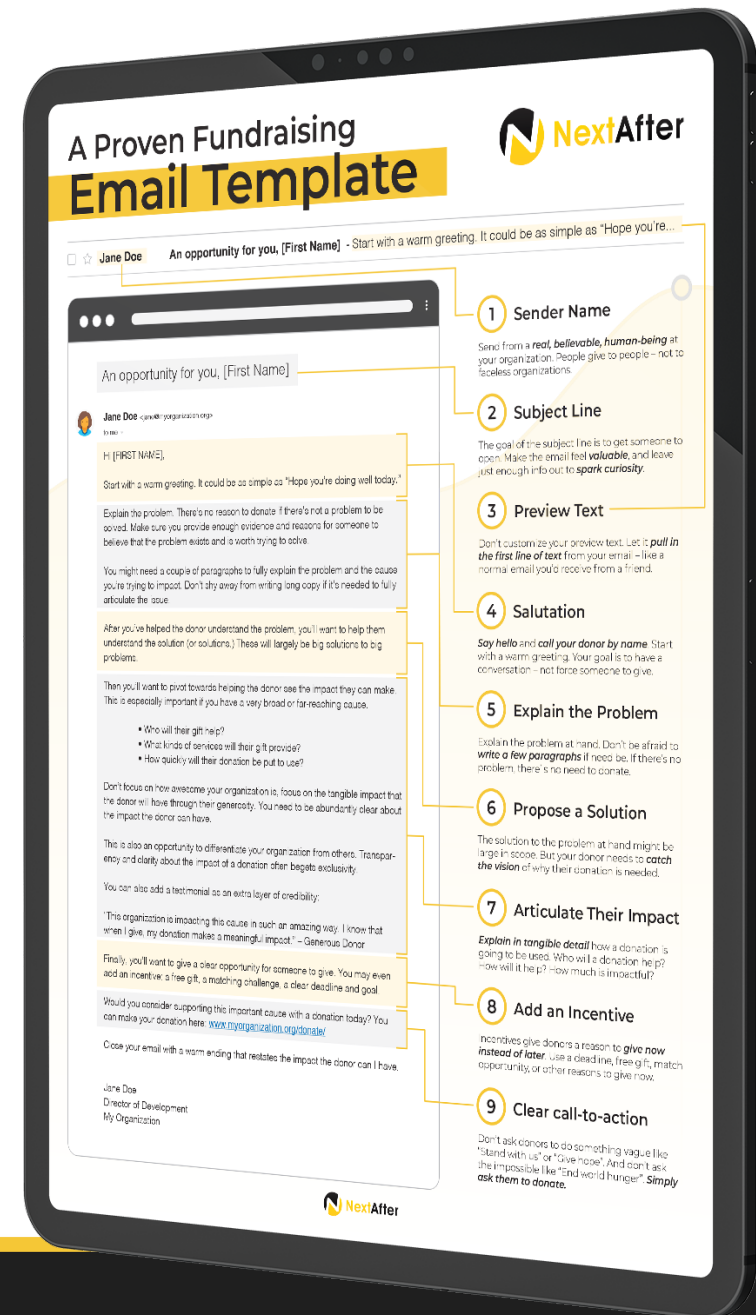 A Proven Fundraising
Email Template
NextAfter
Jane Doe An opportunity for you, [First Name] - Start with a warm greeting. It could be as simple as “Hope you're...
An opportunity for you, [First Name]
Jane Doe <jane@myorganization.org>
to me
Hi [FIRST NAME],
Start with a warm greeting. It could be as simple as “Hope you're doing well today.”
Explain the problem. There's no reason to donate if there's not a problem to be
solved. Make sure you provide enough evidence and reasons for someone to
believe that the problem exists and is worth trying to solve.
You might need a couple of paragraphs to fully explain the problem and the cause
you're trying to impact. Don't shy away from writing long copy if it's needed to fully
articulate the issue.
After you've helped the donor understand the problem, you'll want to help them
understand the solution (or solutions.) These will largely be big solutions to big
problems.
Then you'll want to pivot towards helping the donor see the impact they can make.
This is especially important if you have a very broad or far-reaching cause.
• Who will their gift help?
• What kinds of services will their gift provide?
• How quickly will their donation be put to use?
Don't focus on how awesome your organization is, focus on the tangible impact that
the donor will have through their generosity. You need to be abundantly clear about
the impact the donor can have.
This is also an opportunity to differentiate your organization from others. Transpar-
ency and clarity about the impact of a donation often begets exclusivity.
You can also add a testimonial as an extra layer of credibility:
“This organization is impacting this cause in such an amazing way. I know that
when I give, my donation makes a meaningful impact.” – Generous Donor
Finally, you'll want to give a clear opportunity for someone to give. You may even
add an incentive: a free gift, a matching challenge, a clear deadline and goal.
Would you consider supporting this important cause with a donation today? You
can make your donation here: www.myorganization.org/donate/
Close your email with a warm ending that restates the impact the donor can I have.
Jane Doe
Director of Development
My Organization
1 Sender Name
Send from a real, believable, human-being at
your organization. People give to people – not to
faceless organizations.
2 Subject Line
The goal of the subject line is to get someone to
open. Make the email feel valuable, and leave
just enough info out to spark curiosity.
3 Preview Text
Don't customize your preview text. Let it pull in
the first line of text from your email – like a
normal email you'd receive from a friend.
4 Salutation
Say hello and call your donor by name. Start
with a warm greeting. Your goal is to have a
conversation – not force someone to give.
5 Explain the Problem
Explain the problem at hand. Don't be afraid to
write a few paragraphs if need be. If there's no
problem, there's no need to donate.
6 Propose a Solution
The solution to the problem at hand might be
large in scope. But your donor needs to catch
the vision of why their donation is needed.
7 Articulate Their Impact
Explain in tangible detail how a donation is
going to be used. Who will a donation help?
How will it help? How much is impactful?
8 Add an Incentive
Incentives give donors a reason to give now
instead of later. Use a deadline, free gift, match
opportunity, or other reasons to give now.
9 Clear call-to-action
Don't ask donors to do something vague like
“Stand with us” or “Give hope”. And don't ask
the impossible like “End world hunger”. Simply
ask them to donate.
NextAfter